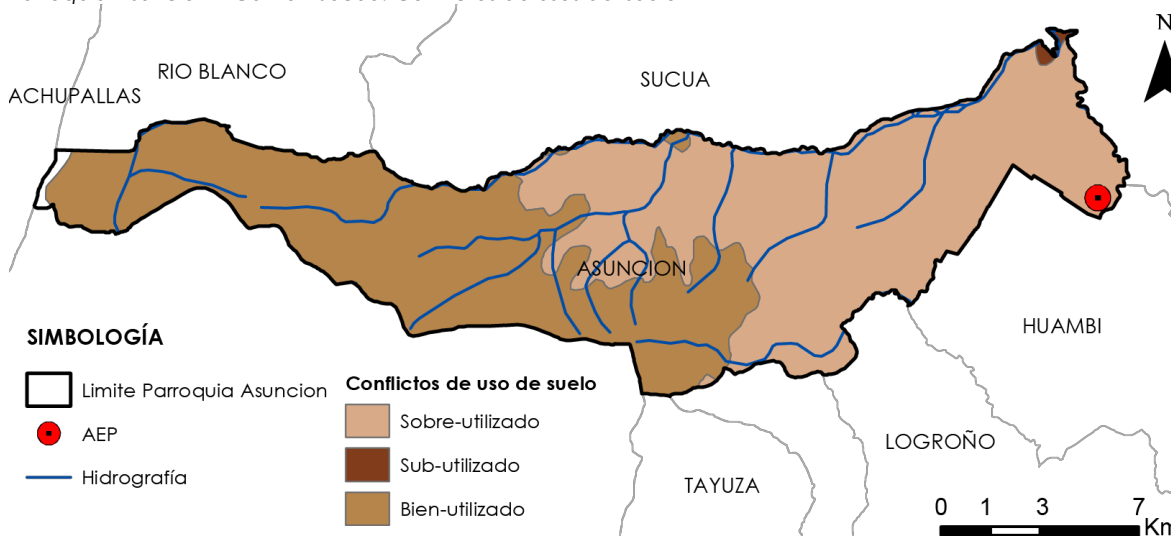 N
RIO BLANCO
SUCUA
ACHUPALLAS
ASUNCION
HUAMBI
LOGROÑO
TAYUZA
SIMBOLOGÍA
Limite Parroquia Asuncion
AEP
Hidrografía
Conflictos de uso de suelo
Sobre-utilizado
Sub-utilizado
Bien-utilizado
0 1 3 7
Km